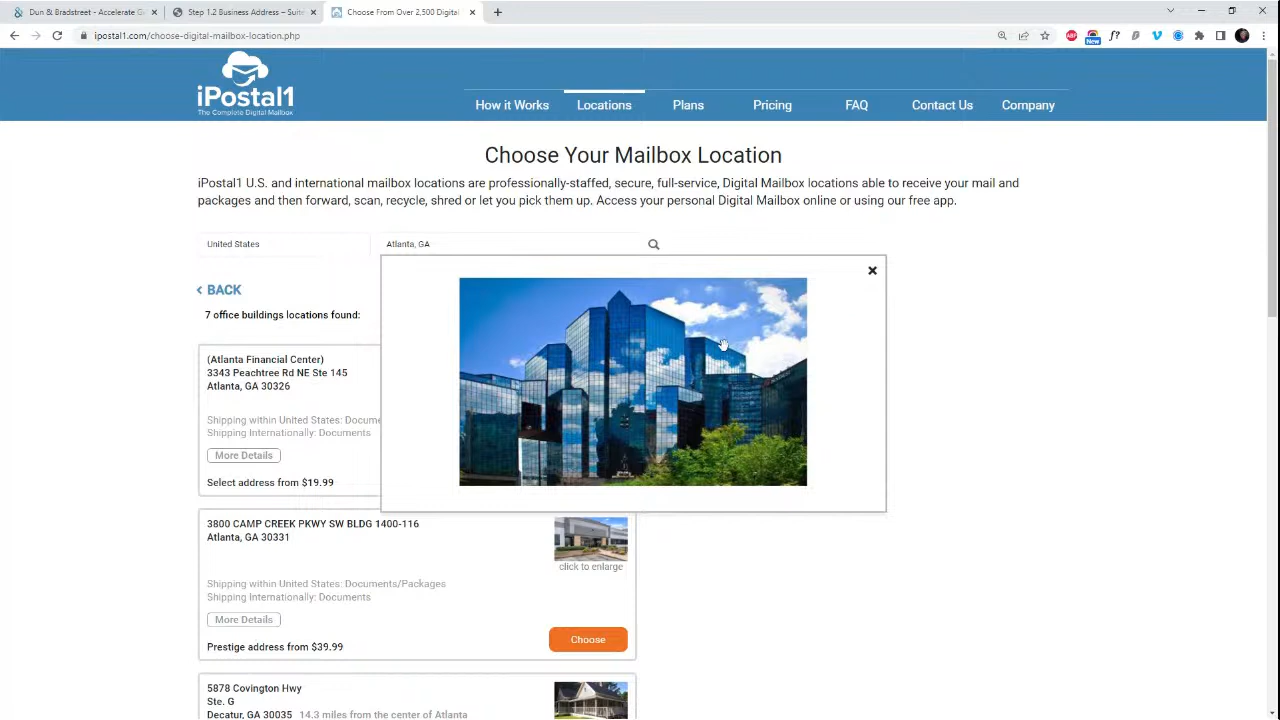 Dun & Bradstreet – Accelerate G
Step 1.2 Business Address – Suite
Choose From Over 2,500 Digital
ipostal1.com/choose-digital-mailbox-location.php
ABP
New
f?
iPostal1
The Complete Digital Mailbox
How it Works
Locations
Plans
Pricing
FAQ
Contact Us
Company
Choose Your Mailbox Location
iPostal1 U.S. and international mailbox locations are professionally-staffed, secure, full-service, Digital Mailbox locations able to receive your mail and
packages and then forward, scan, recycle, shred or let you pick them up. Access your personal Digital Mailbox online or using our free app.
United States
Atlanta, GA
BACK
7 office buildings locations found:
(Atlanta Financial Center)
3343 Peachtree Rd NE Ste 145
Atlanta, GA 30326
Shipping within United States: Docume
Shipping Internationally: Documents
More Details
Select address from $19.99
3800 CAMP CREEK PKWY SW BLDG 1400-116
Atlanta, GA 30331
click to enlarge
Shipping within United States: Documents/Packages
Shipping Internationally: Documents
More Details
Prestige address from $39.99
Choose
5878 Covington Hwy
Ste. G
Decatur, GA 30035 14.3 miles from the center of Atlanta